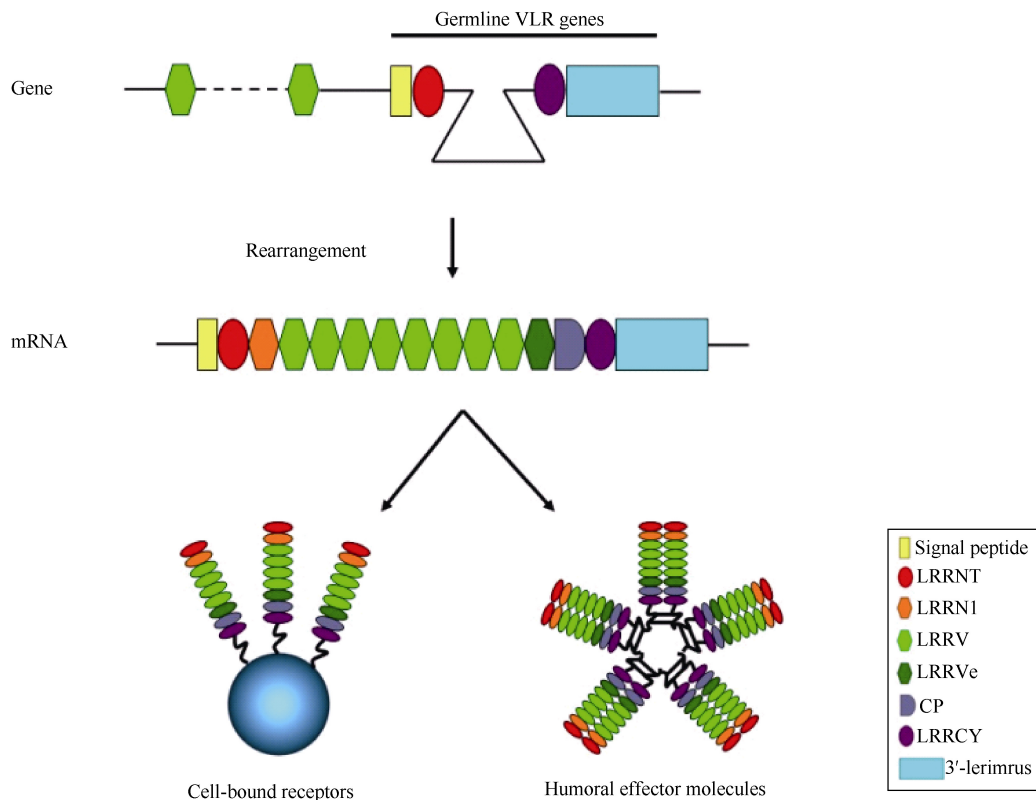 Germline VLR genes
Gene
Rearrangement
mRNA
Signal peptide
LRRNT
LRRN1
LRRV
LRRVe
CP
LRRCY
3′-lerimrus
Cell-bound receptors
Humoral effector molecules